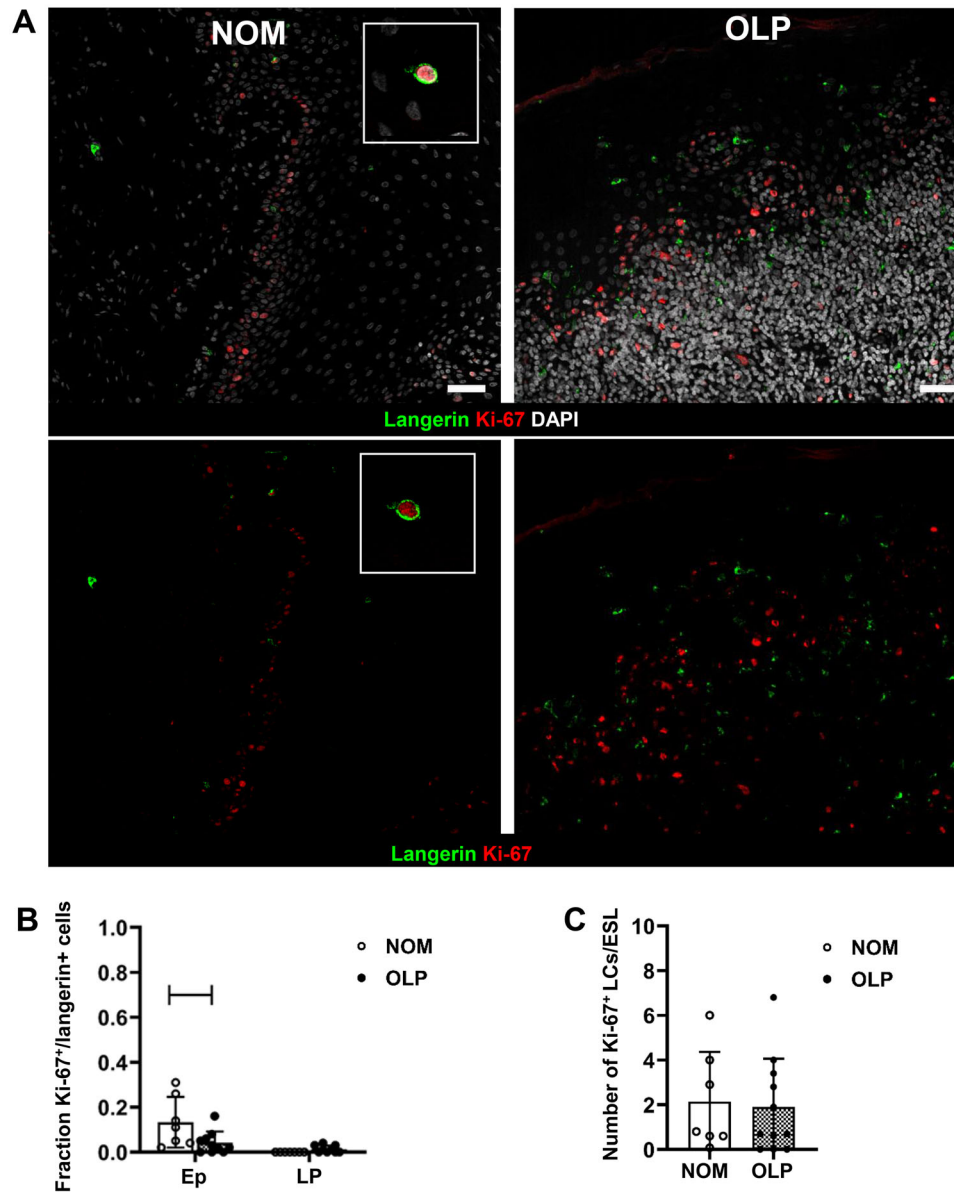 A
NOM
OLP
Langerin Ki-67 DAPI
Langerin Ki-67
B
Fraction Ki-67⁺/langerin+ cells
1.0
0.8
0.6
0.4
0.2
0.0
Ep
LP
NOM
OLP
C
Number of Ki-67⁺ LCs/ESL
10
8
6
4
2
0
NOM
OLP
NOM
OLP